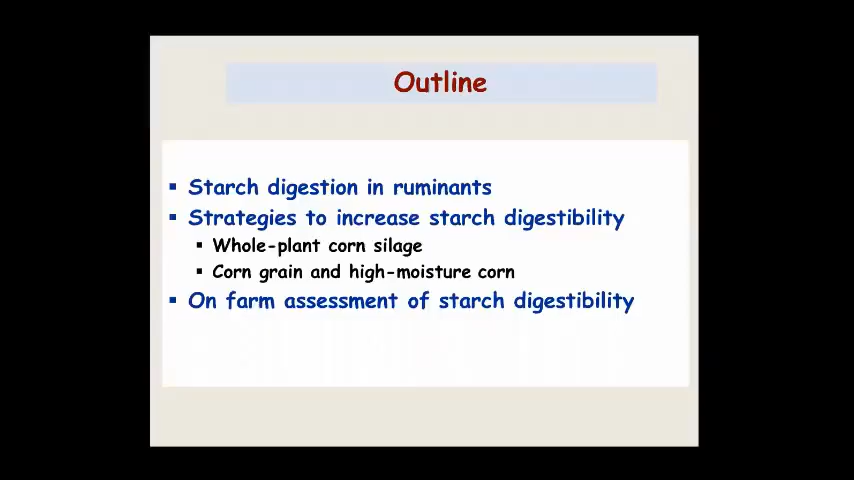 Outline
▪ Starch digestion in ruminants
▪ Strategies to increase starch digestibility
▪ Whole-plant corn silage
▪ Corn grain and high-moisture corn
▪ On farm assessment of starch digestibility